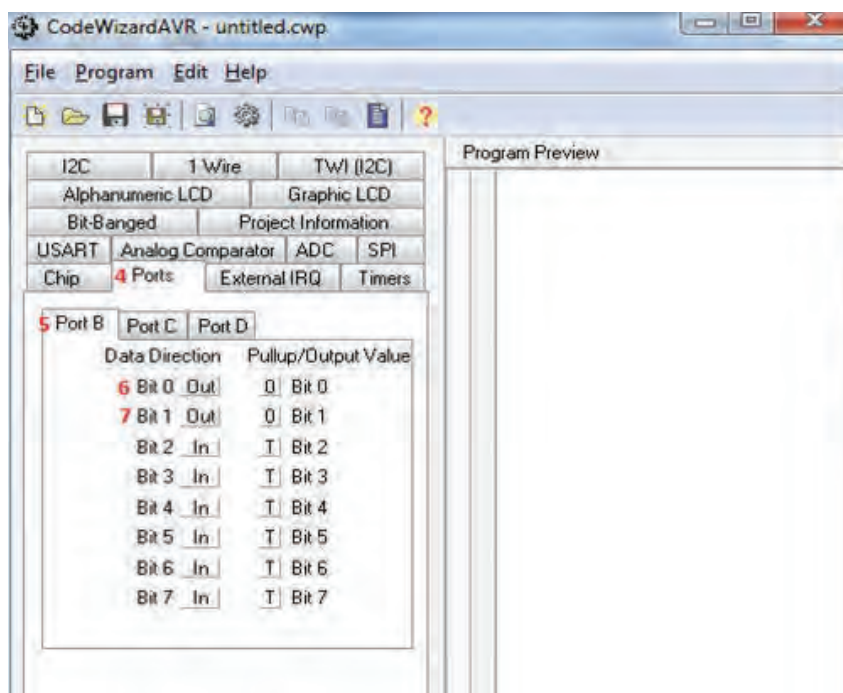 CodeWizardAVR - untitled.cwp
File Program Edit Help
I2C 1 Wire TWI (I2C)
Alphanumeric LCD Graphic LCD
Bit-Banged Project Information
USART Analog Comparator ADC SPI
Chip 4 Ports External IRQ Timers
5 Port B Port C Port D
Data Direction Pullup/Output Value
6 Bit 0 Out 0 Bit 0
7 Bit 1 Out 0 Bit 1
Bit 2 In T Bit 2
Bit 3 In T Bit 3
Bit 4 In T Bit 4
Bit 5 In T Bit 5
Bit 6 In T Bit 6
Bit 7 In T Bit 7
Program Preview